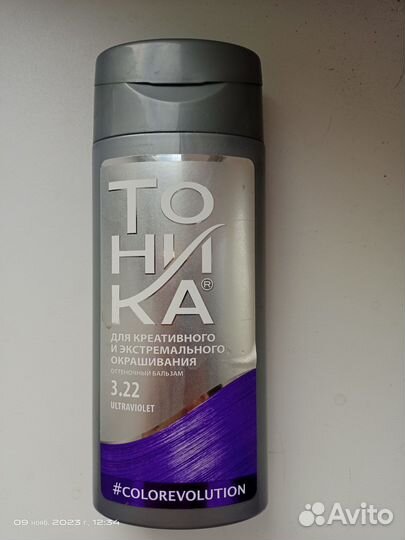 ТО
НИ
КА®
ДЛЯ КРЕАТИВНОГО
И ЭКСТРЕМАЛЬНОГО
ОКРАШИВАНИЯ
ОТТЕНОЧНЫЙ БАЛЬЗАМ
3.22
ULTRAVIOLET
#COLOREVOLUTION
09 нояб. 2023 г., 12:34
Avito